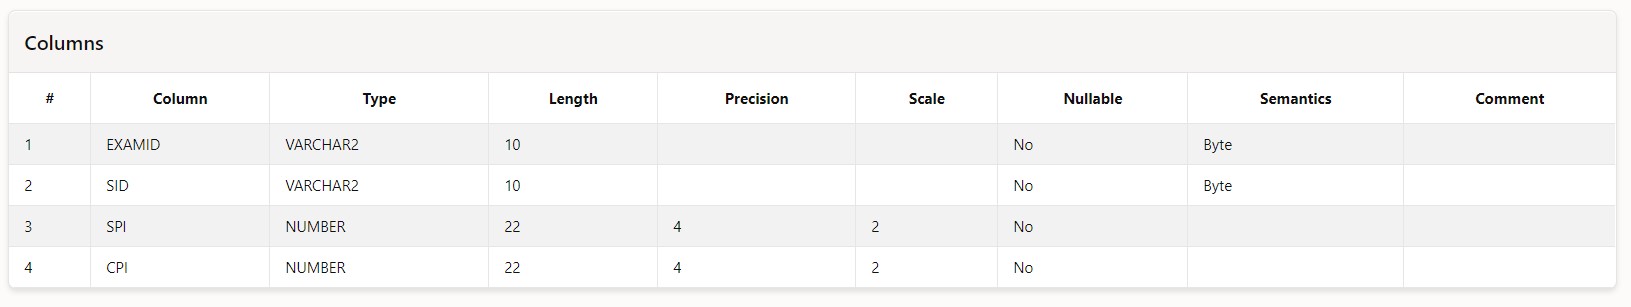 Columns
# Column Type Length Precision Scale Nullable Semantics Comment
1 EXAMID VARCHAR2 10 No Byte
2 SID VARCHAR2 10 No Byte
3 SPI NUMBER 22 4 2 No
4 CPI NUMBER 22 4 2 No